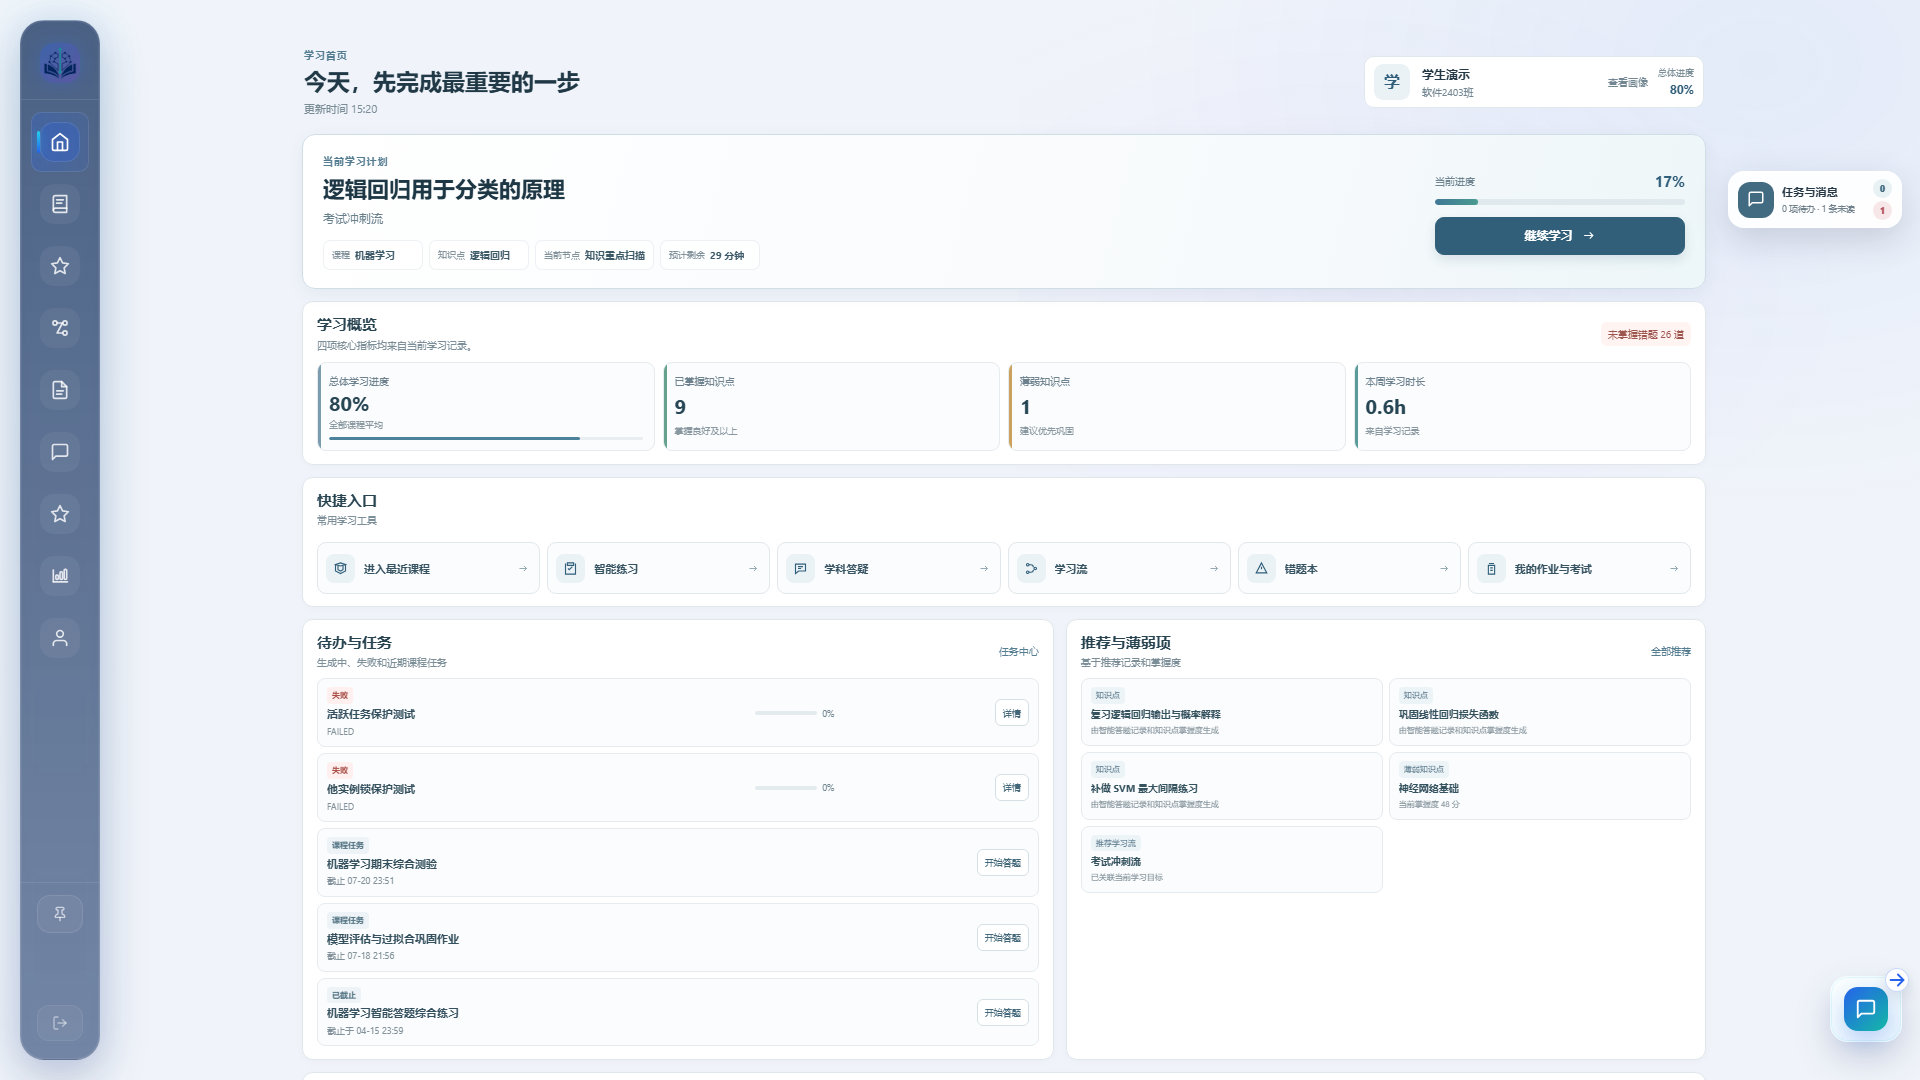 学习首页
今天，先完成最重要的一步
更新时间 15:20
学
学生演示
软件2403班
查看画像
总体进度
80%
当前学习计划
逻辑回归用于分类的原理
考试冲刺流
课程 机器学习
知识点 逻辑回归
当前节点 知识重点扫描
预计剩余 29 分钟
当前进度
17%
继续学习 →
任务与消息
0 项待办 · 1 条未读
0
1
学习概览
四项核心指标均来自当前学习记录。
未掌握错题 26 道
总体学习进度
80%
全部课程平均
已掌握知识点
9
掌握良好及以上
薄弱知识点
1
建议优先巩固
本周学习时长
0.6h
来自学习记录
快捷入口
常用学习工具
进入最近课程 →
智能练习 →
学科答疑 →
学习流 →
错题本 →
我的作业与考试 →
待办与任务
生成中、失败和近期课程任务
任务中心
失败
活跃任务保护测试
FAILED
0%
详情
失败
他实例锁保护测试
FAILED
0%
详情
课程任务
机器学习期末综合测验
截止 07-20 23:51
开始答题
课程任务
模型评估与过拟合巩固作业
截止 07-18 21:56
开始答题
已截止
机器学习智能答题综合练习
截止于 04-15 23:59
开始答题
推荐与薄弱项
基于推荐记录和掌握度
全部推荐
知识点
复习逻辑回归输出与概率解释
由智能答疑记录和知识点掌握度生成
知识点
巩固线性回归损失函数
由智能答疑记录和知识点掌握度生成
知识点
补做 SVM 最大间隔练习
由智能答疑记录和知识点掌握度生成
薄弱知识点
神经网络基础
当前掌握度 48 分
推荐学习流
考试冲刺流
已关联当前学习目标